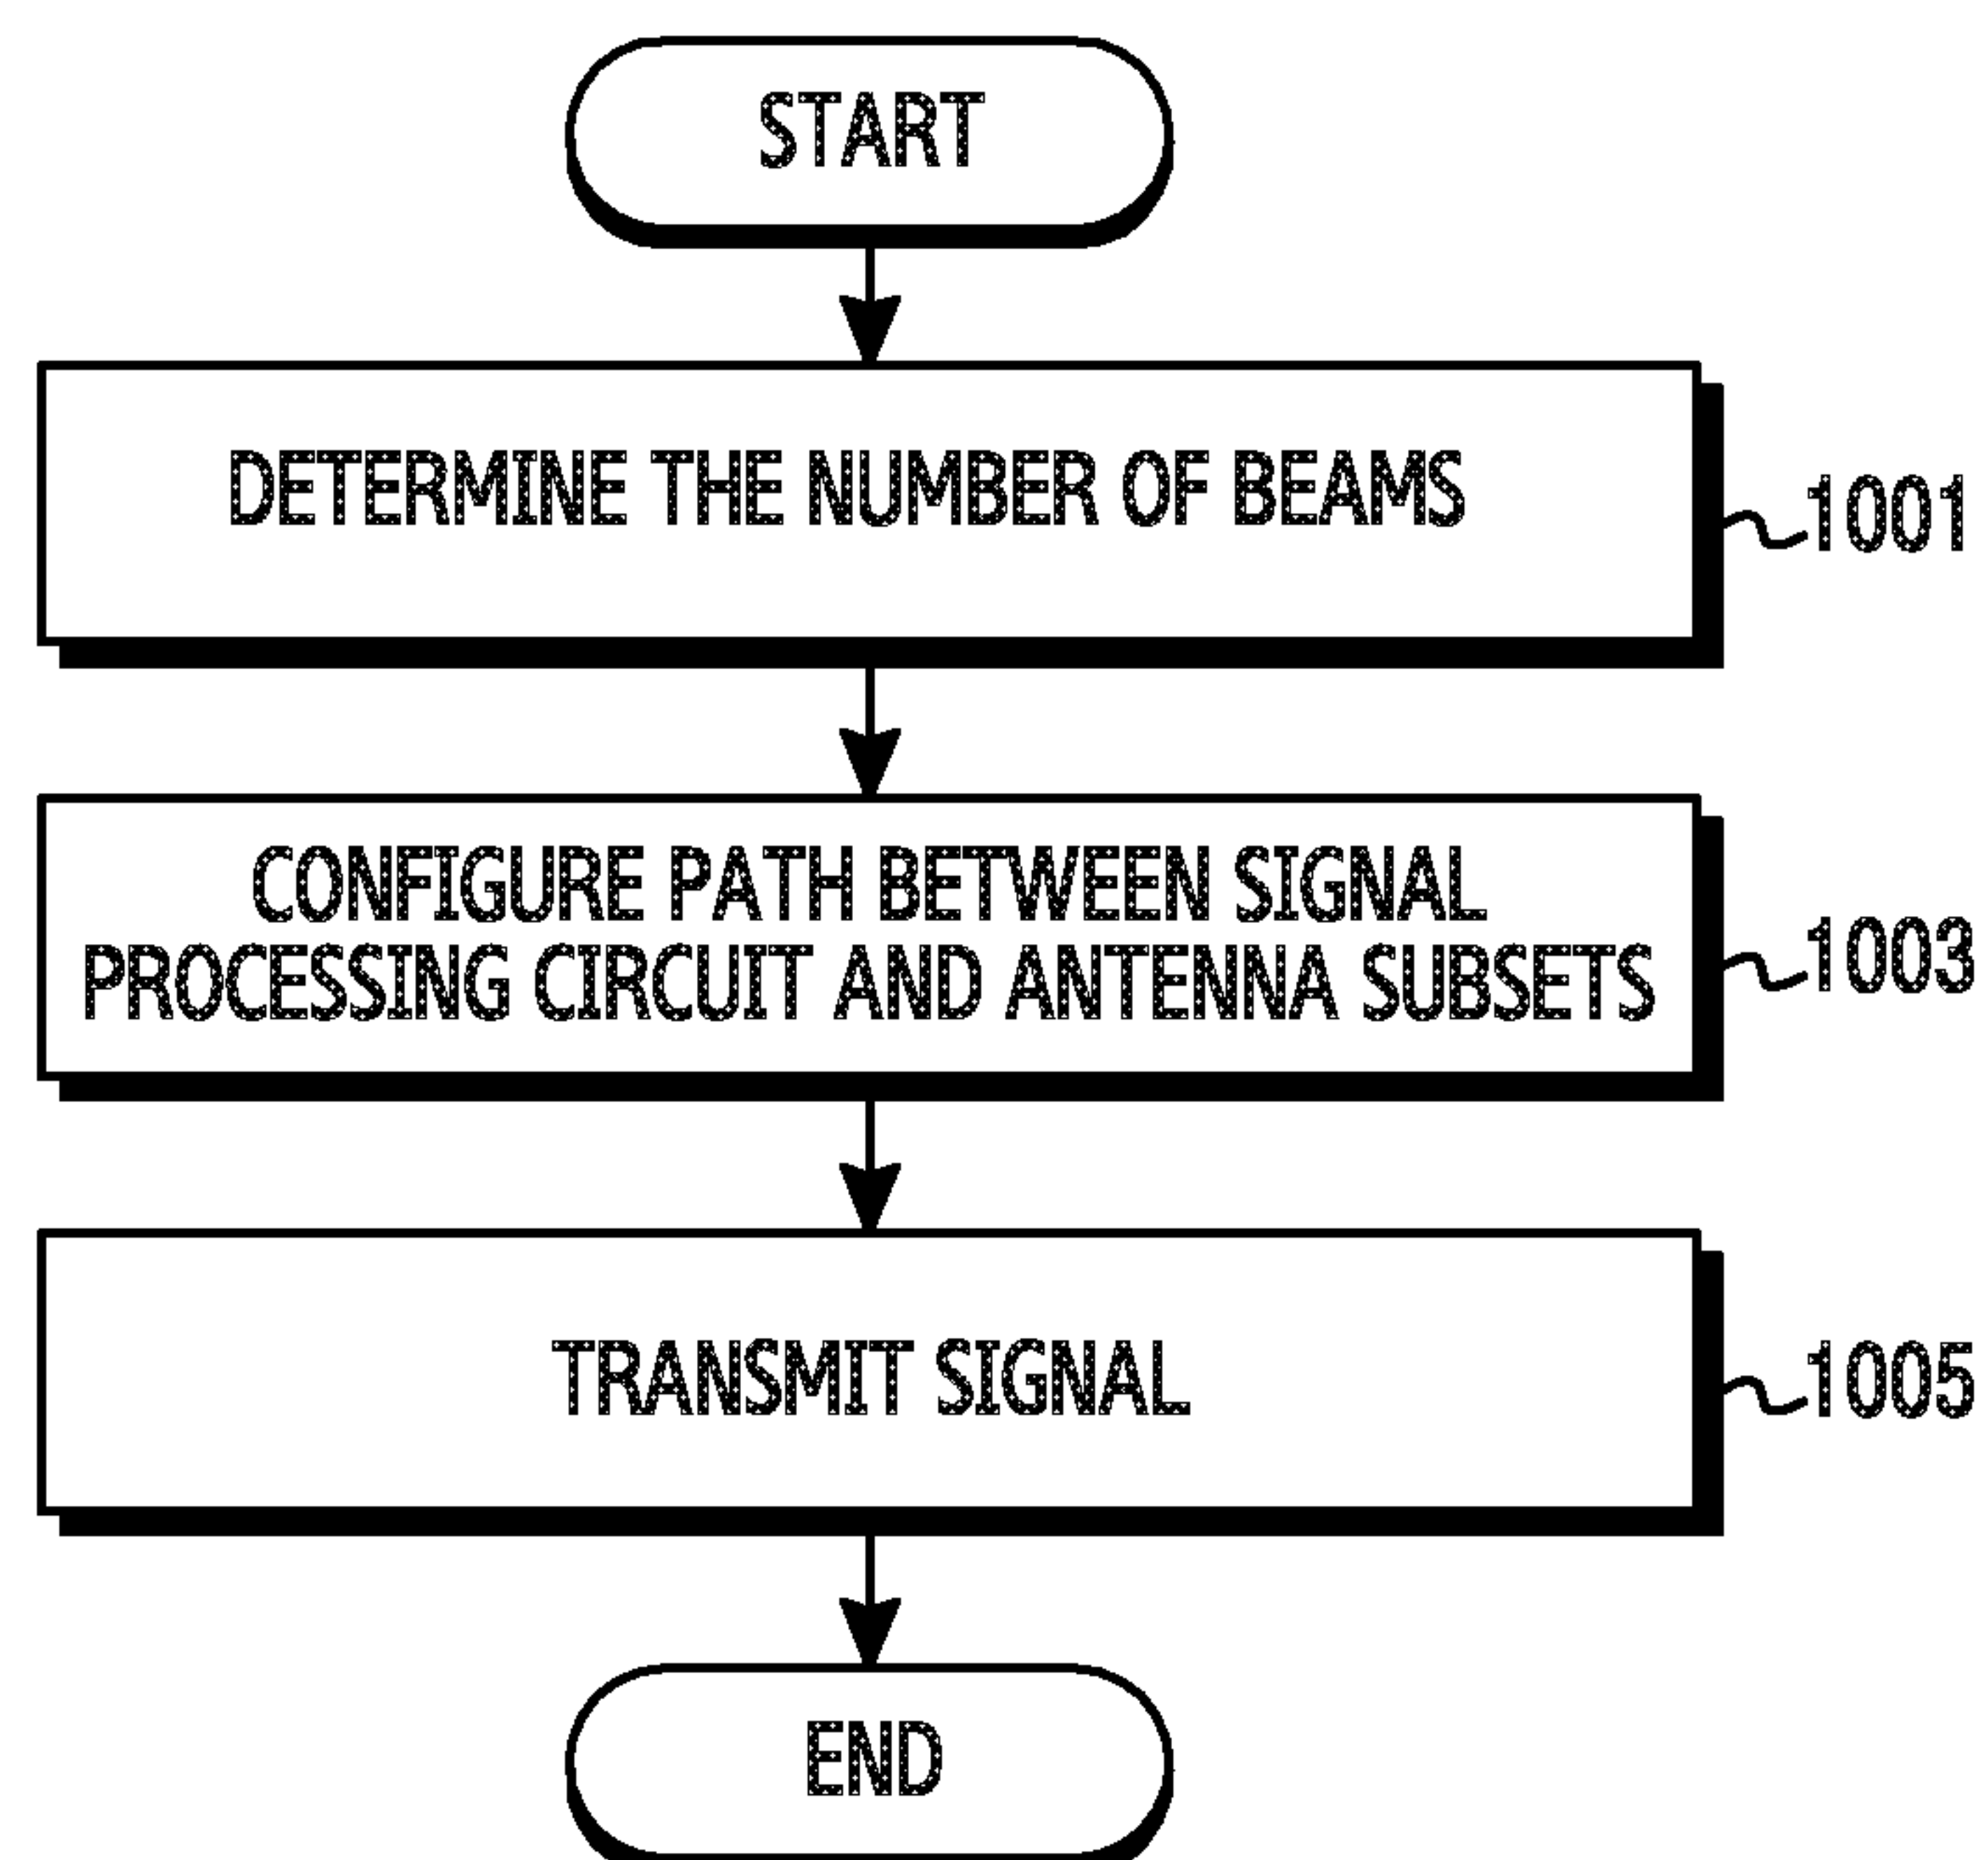 START
DETERMINE THE NUMBER OF BEAMS
1001
CONFIGURE PATH BETWEEN SIGNAL
PROCESSING CIRCUIT AND ANTENNA SUBSETS
1003
TRANSMIT SIGNAL
1005
END